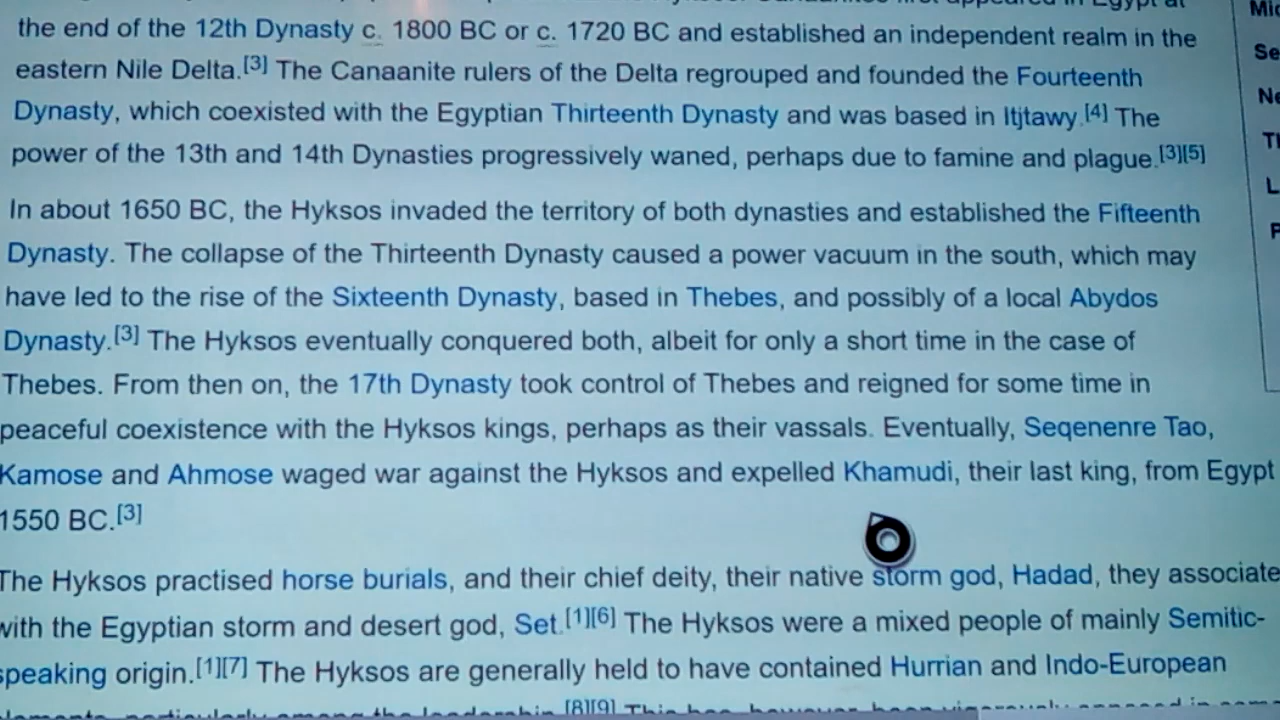 the end of the 12th Dynasty c. 1800 BC or c. 1720 BC and established an independent realm in the
eastern Nile Delta.[3] The Canaanite rulers of the Delta regrouped and founded the Fourteenth
Dynasty, which coexisted with the Egyptian Thirteenth Dynasty and was based in Itjtawy.[4] The
power of the 13th and 14th Dynasties progressively waned, perhaps due to famine and plague.[3][5]
In about 1650 BC, the Hyksos invaded the territory of both dynasties and established the Fifteenth
Dynasty. The collapse of the Thirteenth Dynasty caused a power vacuum in the south, which may
have led to the rise of the Sixteenth Dynasty, based in Thebes, and possibly of a local Abydos
Dynasty.[3] The Hyksos eventually conquered both, albeit for only a short time in the case of
Thebes. From then on, the 17th Dynasty took control of Thebes and reigned for some time in
peaceful coexistence with the Hyksos kings, perhaps as their vassals. Eventually, Seqenenre Tao,
Kamose and Ahmose waged war against the Hyksos and expelled Khamudi, their last king, from Egypt
1550 BC.[3]
The Hyksos practised horse burials, and their chief deity, their native storm god, Hadad, they associate
with the Egyptian storm and desert god, Set.[1][6] The Hyksos were a mixed people of mainly Semitic-
speaking origin.[1][7] The Hyksos are generally held to have contained Hurrian and Indo-European